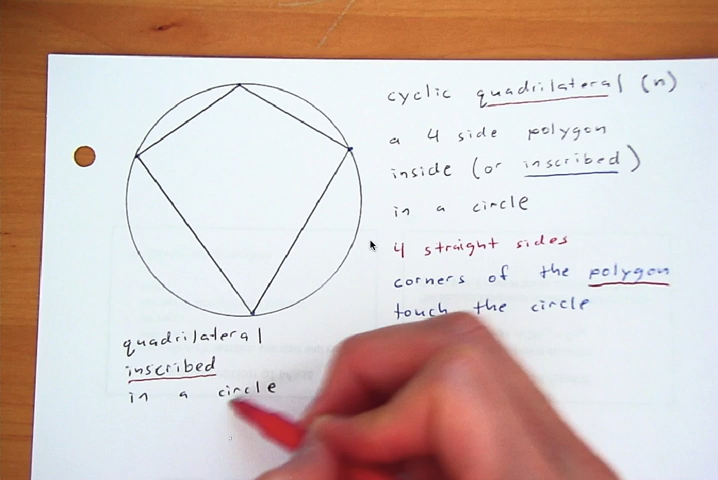 cyclic quadrilateral (n)
a 4 side polygon
inside (or inscribed)
in a circle
4 straight sides
corners of the polygon
touch the circle
quadrilateral
inscribed
in a circle